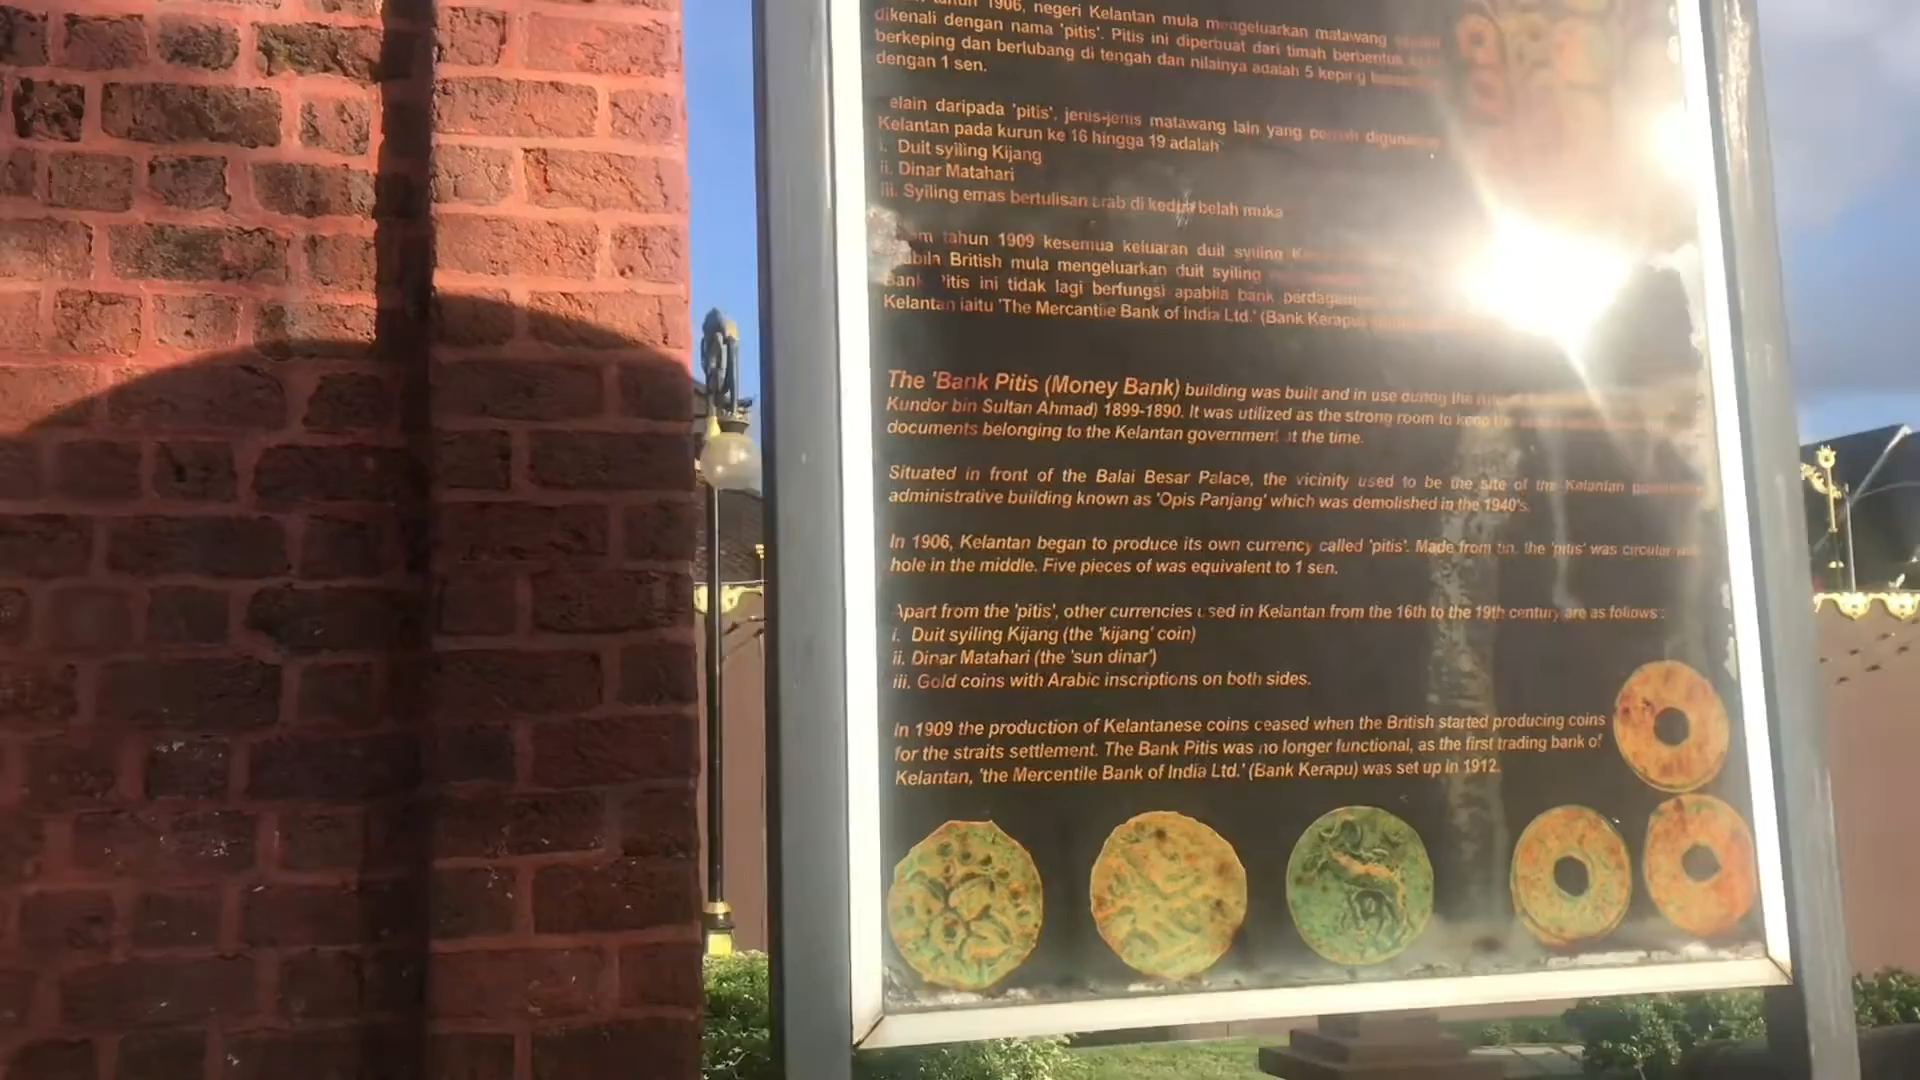 1906, negeri Kelantan mula mengeluarkan matawang
dikenali dengan nama 'pitis'. Pitis ini diperbuat dari timah berbentuk
berkeping dan berlubang di tengah dan nilainya adalah 5 keping
dengan 1 sen.
elain daripada 'pitis', jenis-jenis matawang lain yang pernah
Kelantan pada kurun ke 16 hingga 19 adalah
i. Duit syiling Kijang
ii. Dinar Matahari
iii. Syiling emas bertulisan arab di kedua belah muka
tahun 1909 kesemua keluaran duit syiling
British mula mengeluarkan duit syiling
Bank Pitis ini tidak lagi berfungsi apabila bank
Kelantan iaitu 'The Mercantile Bank of India Ltd.' (Bank Kerapu
The 'Bank Pitis (Money Bank) building was built and in use during the
Kundor bin Sultan Ahmad) 1899-1890. It was utilized as the strong room to keep the
documents belonging to the Kelantan government at the time.
Situated in front of the Balai Besar Palace, the vicinity used to be the site of the Kelantan
administrative building known as 'Opis Panjang' which was demolished in the 1940's.
In 1906, Kelantan began to produce its own currency called 'pitis'. Made from tin, the 'pitis' was circular
hole in the middle. Five pieces of was equivalent to 1 sen.
Apart from the 'pitis', other currencies used in Kelantan from the 16th to the 19th century are as follows:
i. Duit syiling Kijang (the 'kijang' coin)
ii. Dinar Matahari (the 'sun dinar')
iii. Gold coins with Arabic inscriptions on both sides.
In 1909 the production of Kelantanese coins ceased when the British started producing coins
for the straits settlement. The Bank Pitis was no longer functional, as the first trading bank of
Kelantan, 'the Mercentile Bank of India Ltd.' (Bank Kerapu) was set up in 1912.